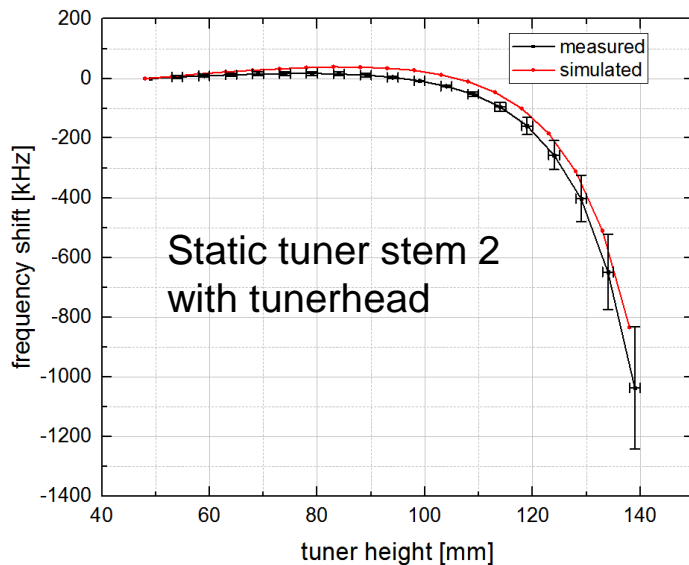 200
0
-200
-400
-600
-800
-1000
-1200
-1400
frequency shift [kHz]
measured
simulated
Static tuner stem 2
with tunerhead
40
60
80
100
120
140
tuner height [mm]